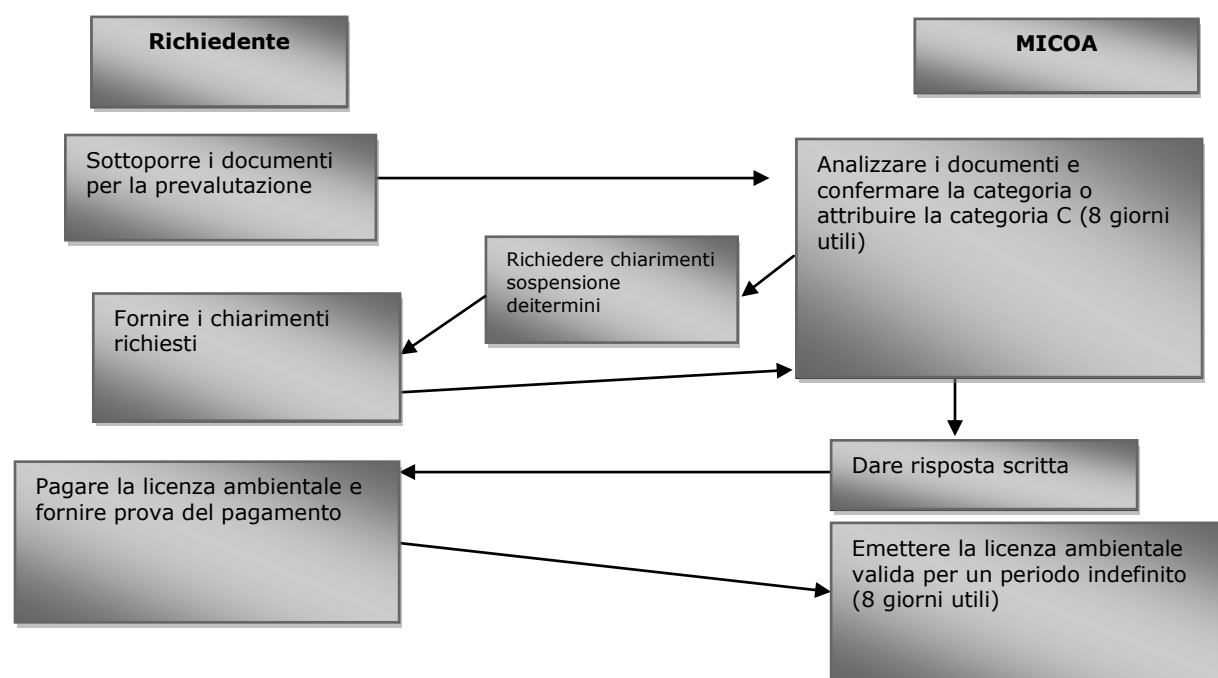 Richiedente
MICOA
Sottoporre i documenti
per la prevalutazione
Analizzare i documenti e
confermare la categoria o
attribuire la categoria C (8 giorni
utili)
Richiedere chiarimenti
sospensione
deitermini
Fornire i chiarimenti
richiesti
Dare risposta scritta
Pagare la licenza ambientale e
fornire prova del pagamento
Emettere la licenza ambientale
valida per un periodo indefinito
(8 giorni utili)